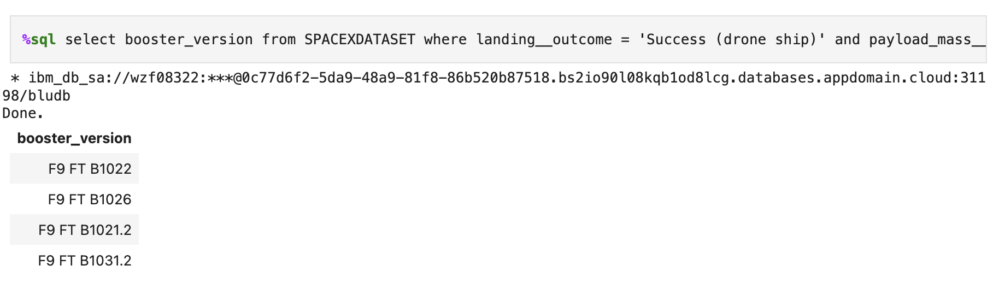 %sql select booster_version from SPACEXDATASET where landing__outcome = 'Success (drone ship)' and payload_mass__
* ibm_db_sa://wzf08322:***@0c77d6f2-5da9-48a9-81f8-86b520b87518.bs2io90l08kqb1od8lcg.databases.appdomain.cloud:311
98/bludb
Done.
booster_version
F9 FT B1022
F9 FT B1026
F9 FT B1021.2
F9 FT B1031.2